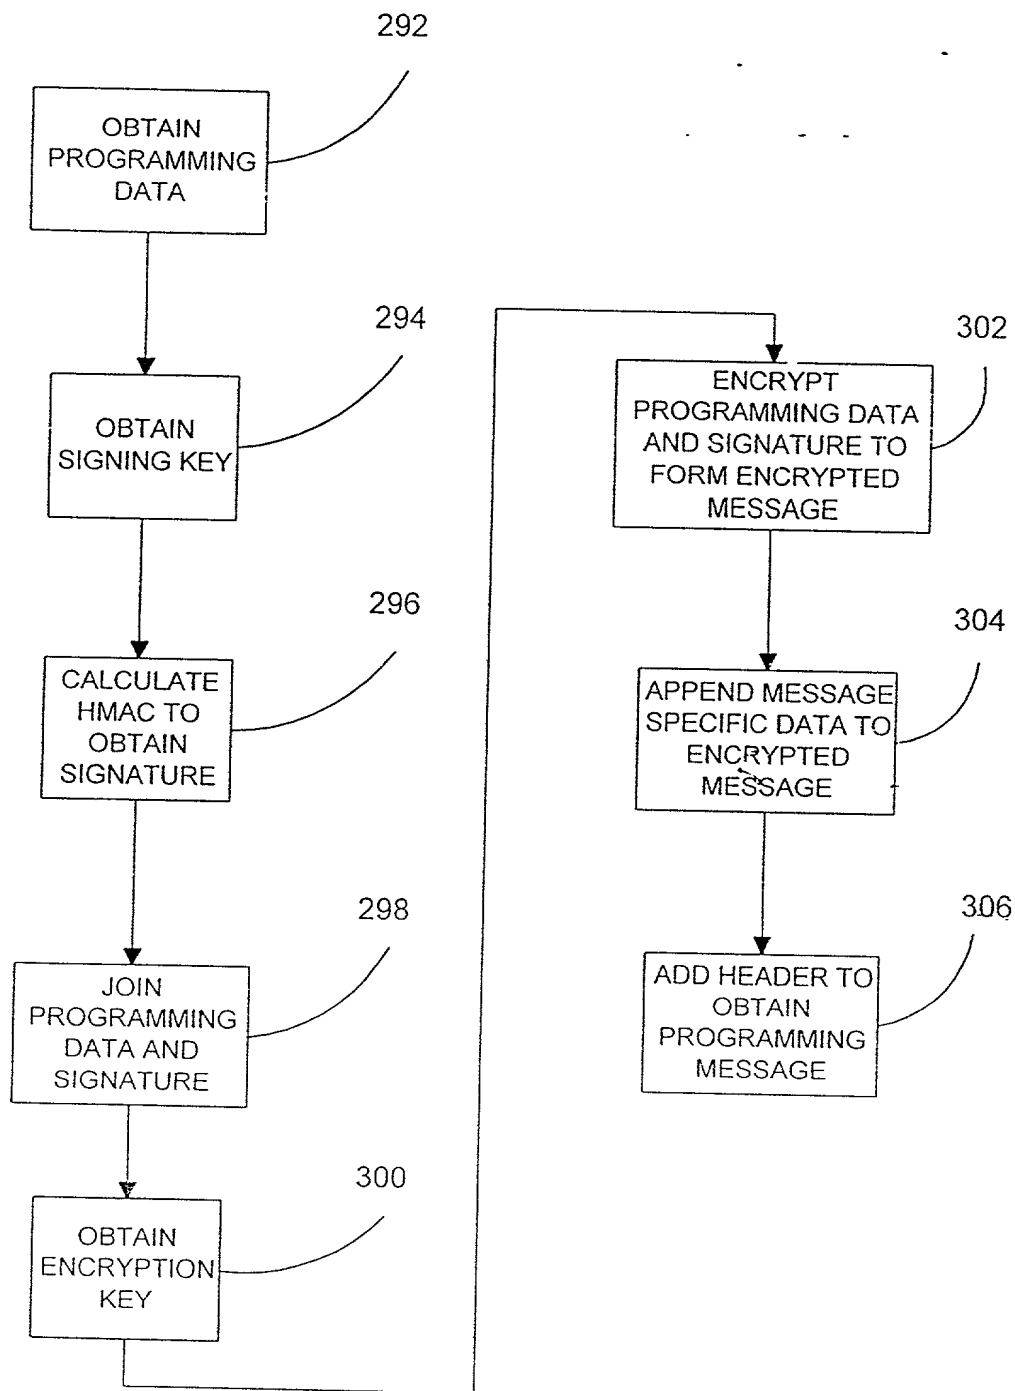 292
OBTAIN
PROGRAMMING
DATA
294
OBTAIN
SIGNING KEY
296
CALCULATE
HMAC TO
OBTAIN
SIGNATURE
298
JOIN
PROGRAMMING
DATA AND
SIGNATURE
300
OBTAIN
ENCRYPTION
KEY
302
ENCRYPT
PROGRAMMING DATA
AND SIGNATURE TO
FORM ENCRYPTED
MESSAGE
304
APPEND MESSAGE
SPECIFIC DATA TO
ENCRYPTED
MESSAGE
306
ADD HEADER TO
OBTAIN
PROGRAMMING
MESSAGE